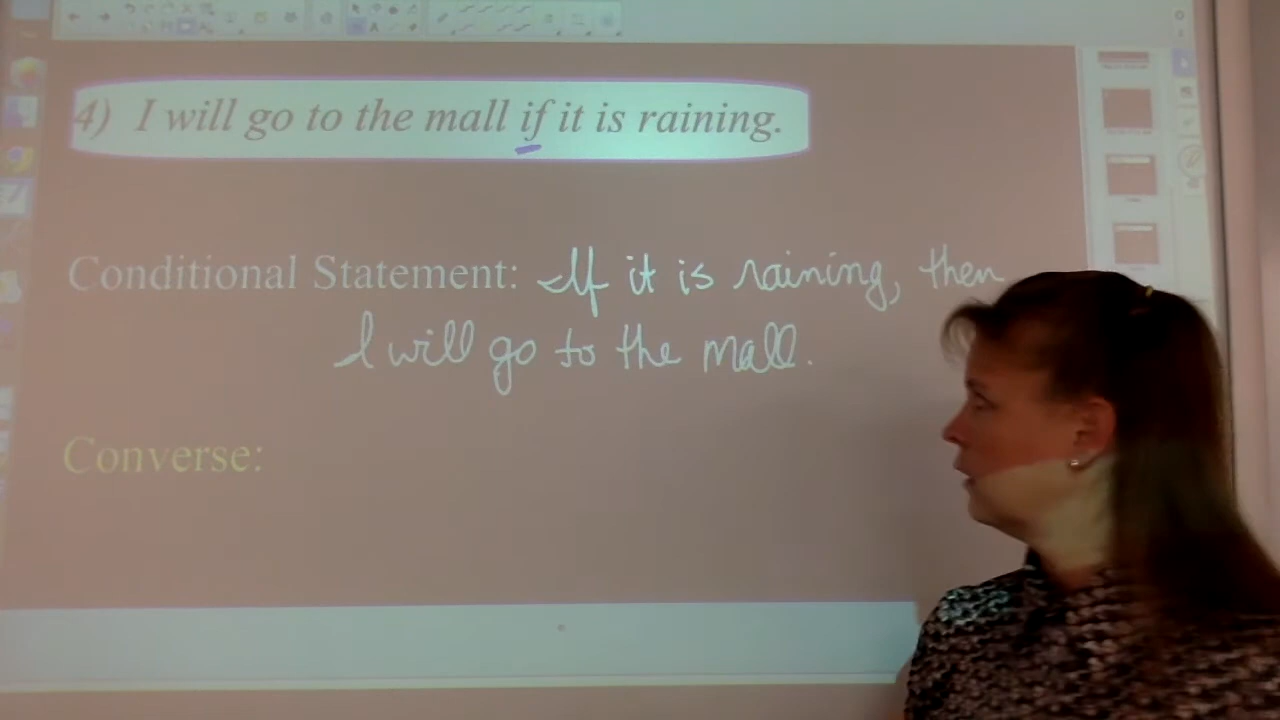 4) I will go to the mall if it is raining.
Conditional Statement: If it is raining, then
I will go to the mall.
Converse: